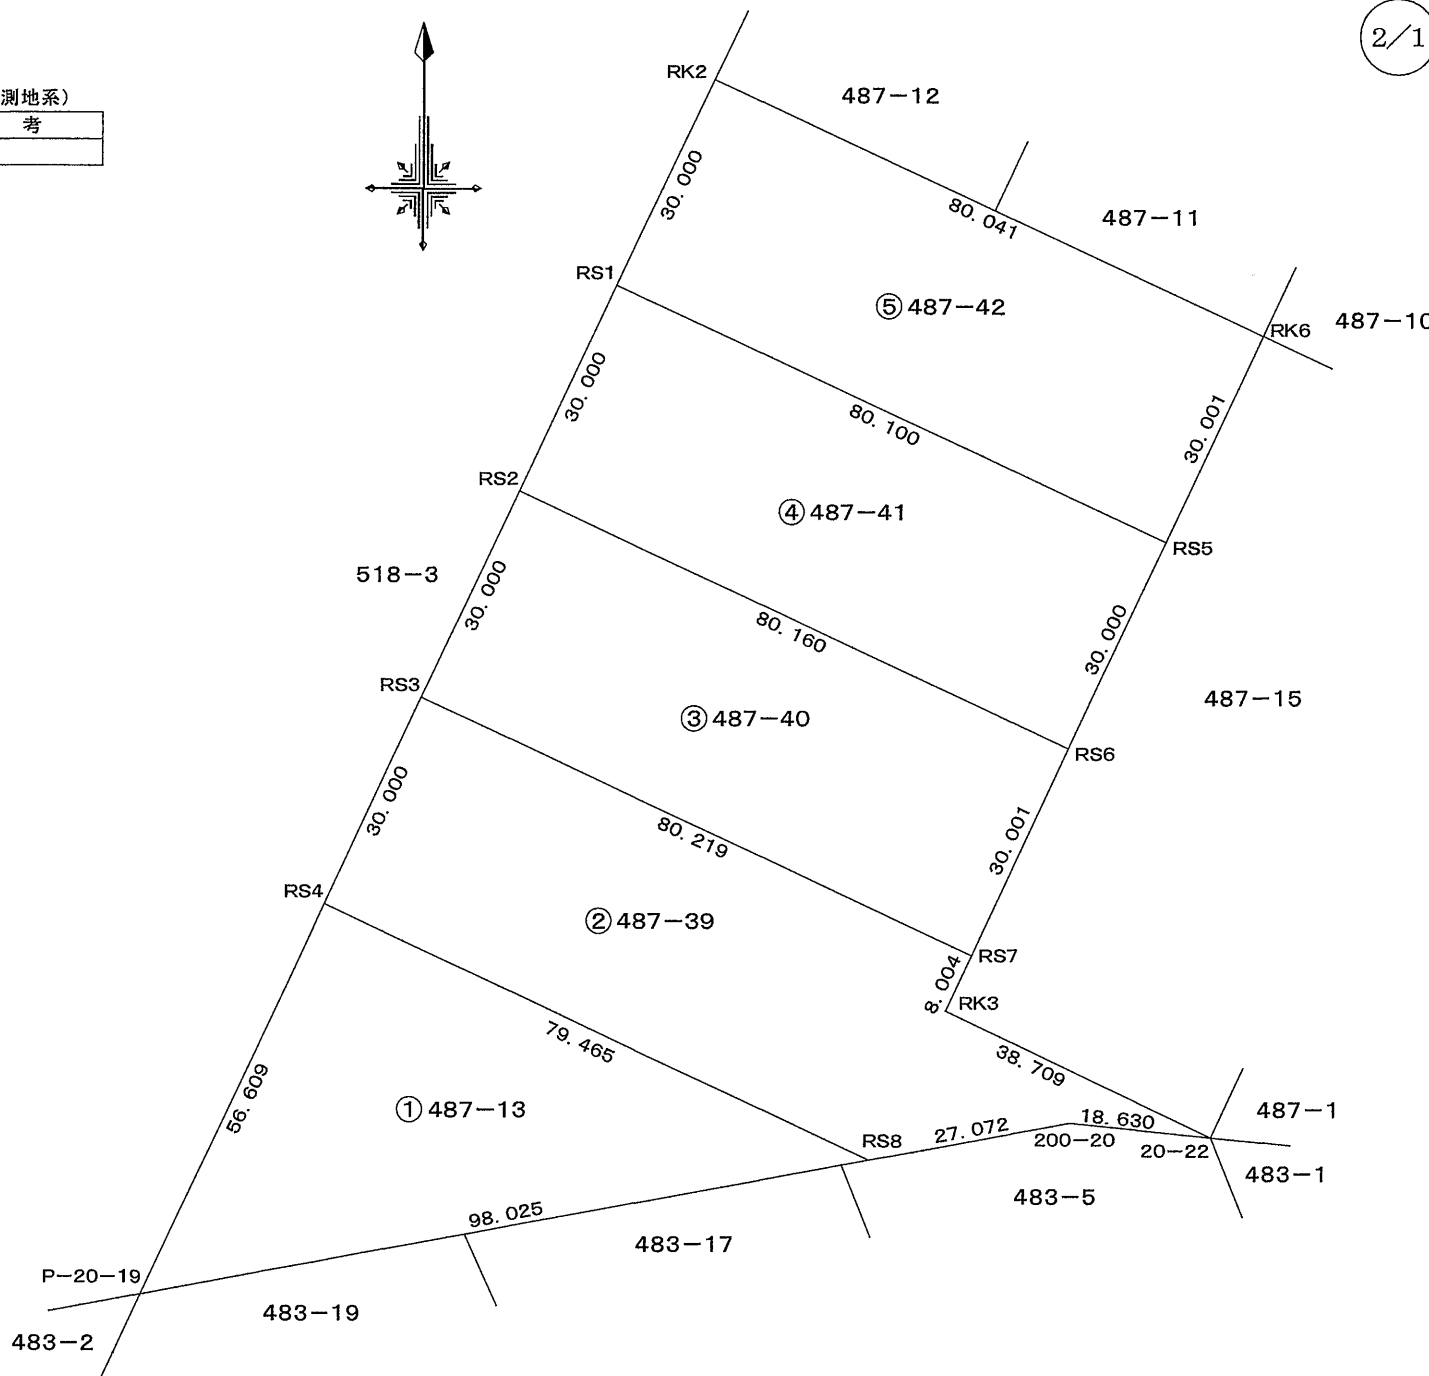 2/1
測地系)
考
RK2
487-12
30.000
80.041
487-11
RS1
⑤487-42
RK6
487-10
30.000
80.100
30.001
RS2
④487-41
RS5
518-3
30.000
80.160
30.000
487-15
RS3
③487-40
RS6
30.000
80.219
30.001
RS4
②487-39
RS7
8.004
RK3
79.465
38.709
56.609
①487-13
487-1
RS8
27.072
18.630
200-20
20-22
483-1
483-5
98.025
483-17
P-20-19
483-19
483-2